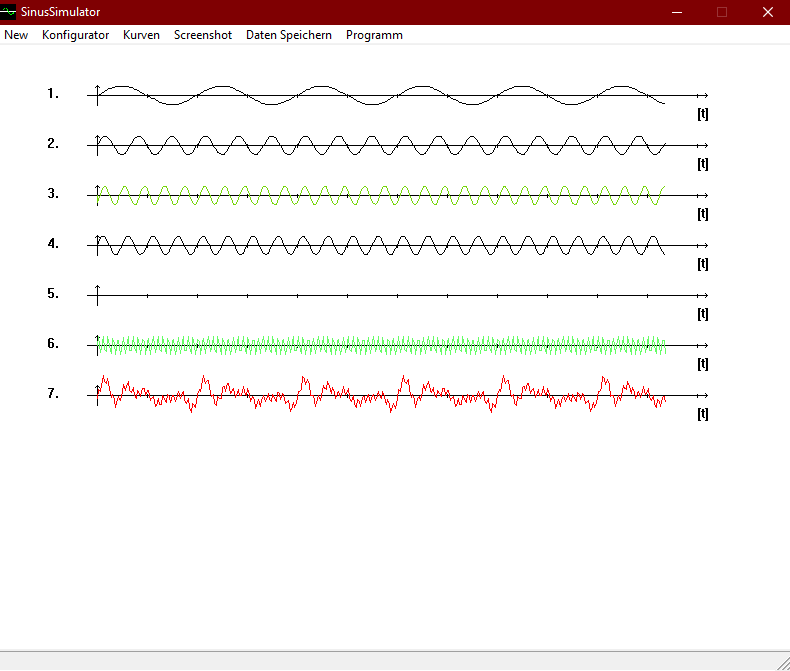 SinusSimulator
New Konfigurator Kurven Screenshot Daten Speichern Programm
1.
[t]
2.
[t]
3.
[t]
4.
[t]
5.
[t]
6.
[t]
7.
[t]